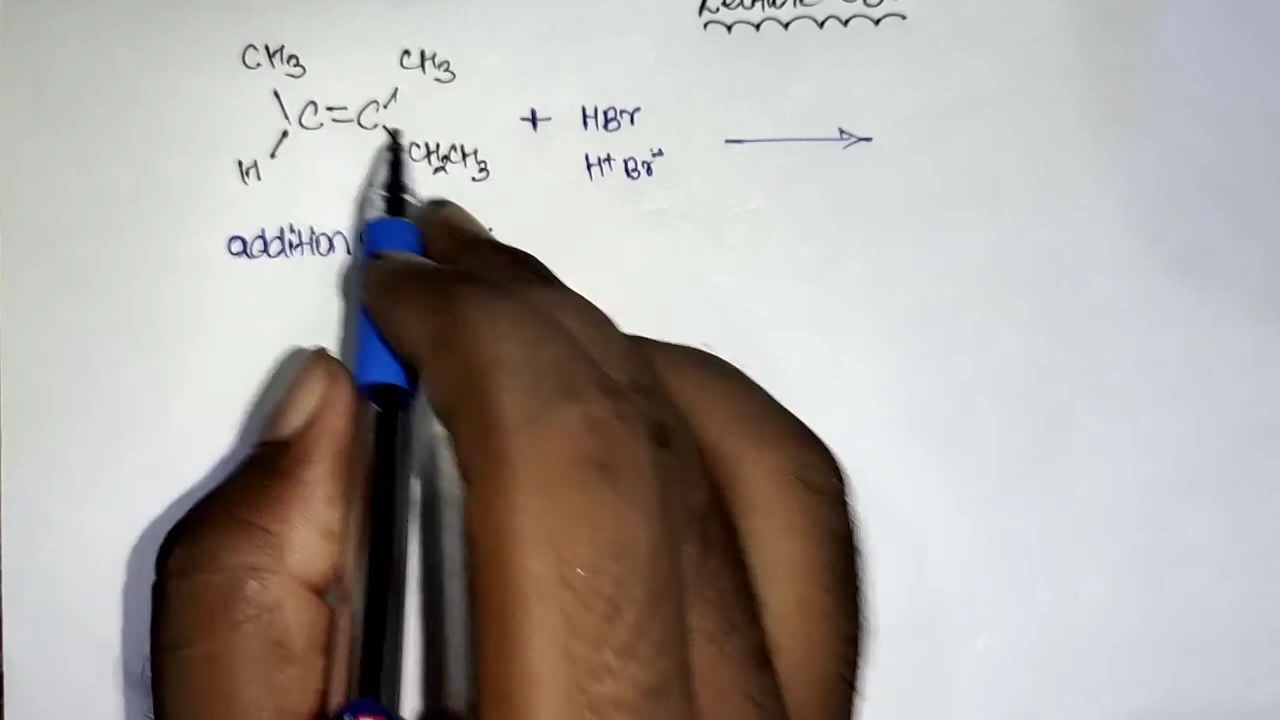 CH3 CH3
C=C + HBr
H CH2CH3 H+ Br-
addition